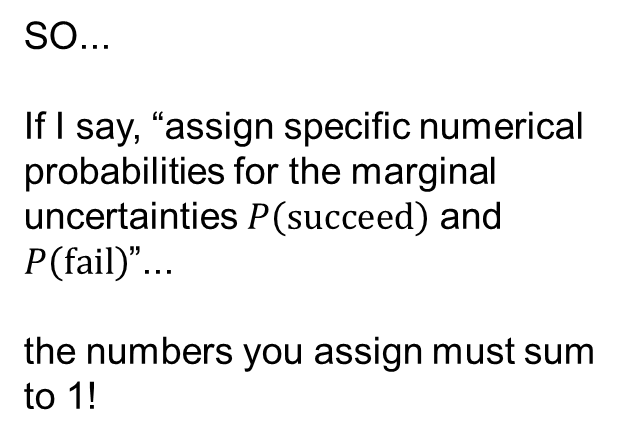 SO...
If I say, “assign specific numerical
probabilities for the marginal
uncertainties P(succeed) and
P(fail)”...
the numbers you assign must sum
to 1!